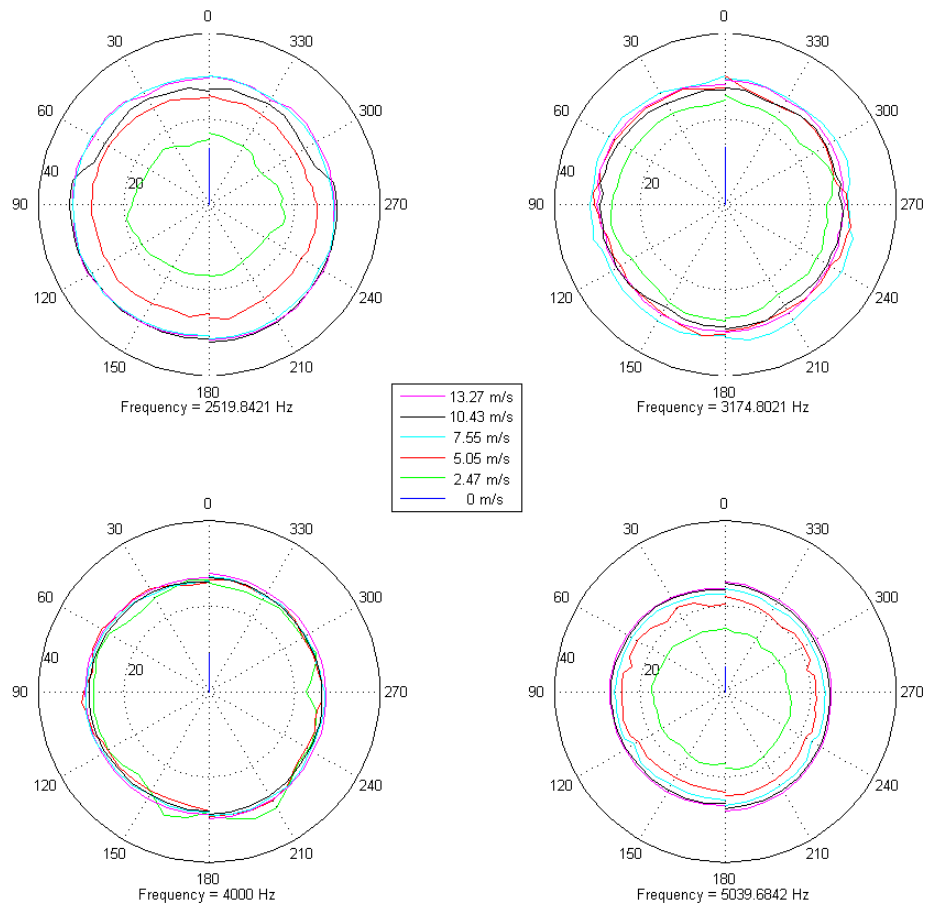 0 0
30 330 30 330
60 300 60 300
40 20 40 20
90 270 90 270
120 240 120 240
150 210 150 210
180 180
Frequency = 2519.8421 Hz Frequency = 3174.8021 Hz
13.27 m/s
10.43 m/s
7.55 m/s
5.05 m/s
2.47 m/s
0 m/s
0 0
30 330 30 330
60 300 60 300
40 20 40 20
90 270 90 270
120 240 120 240
150 210 150 210
180 180
Frequency = 4000 Hz Frequency = 5039.6842 Hz